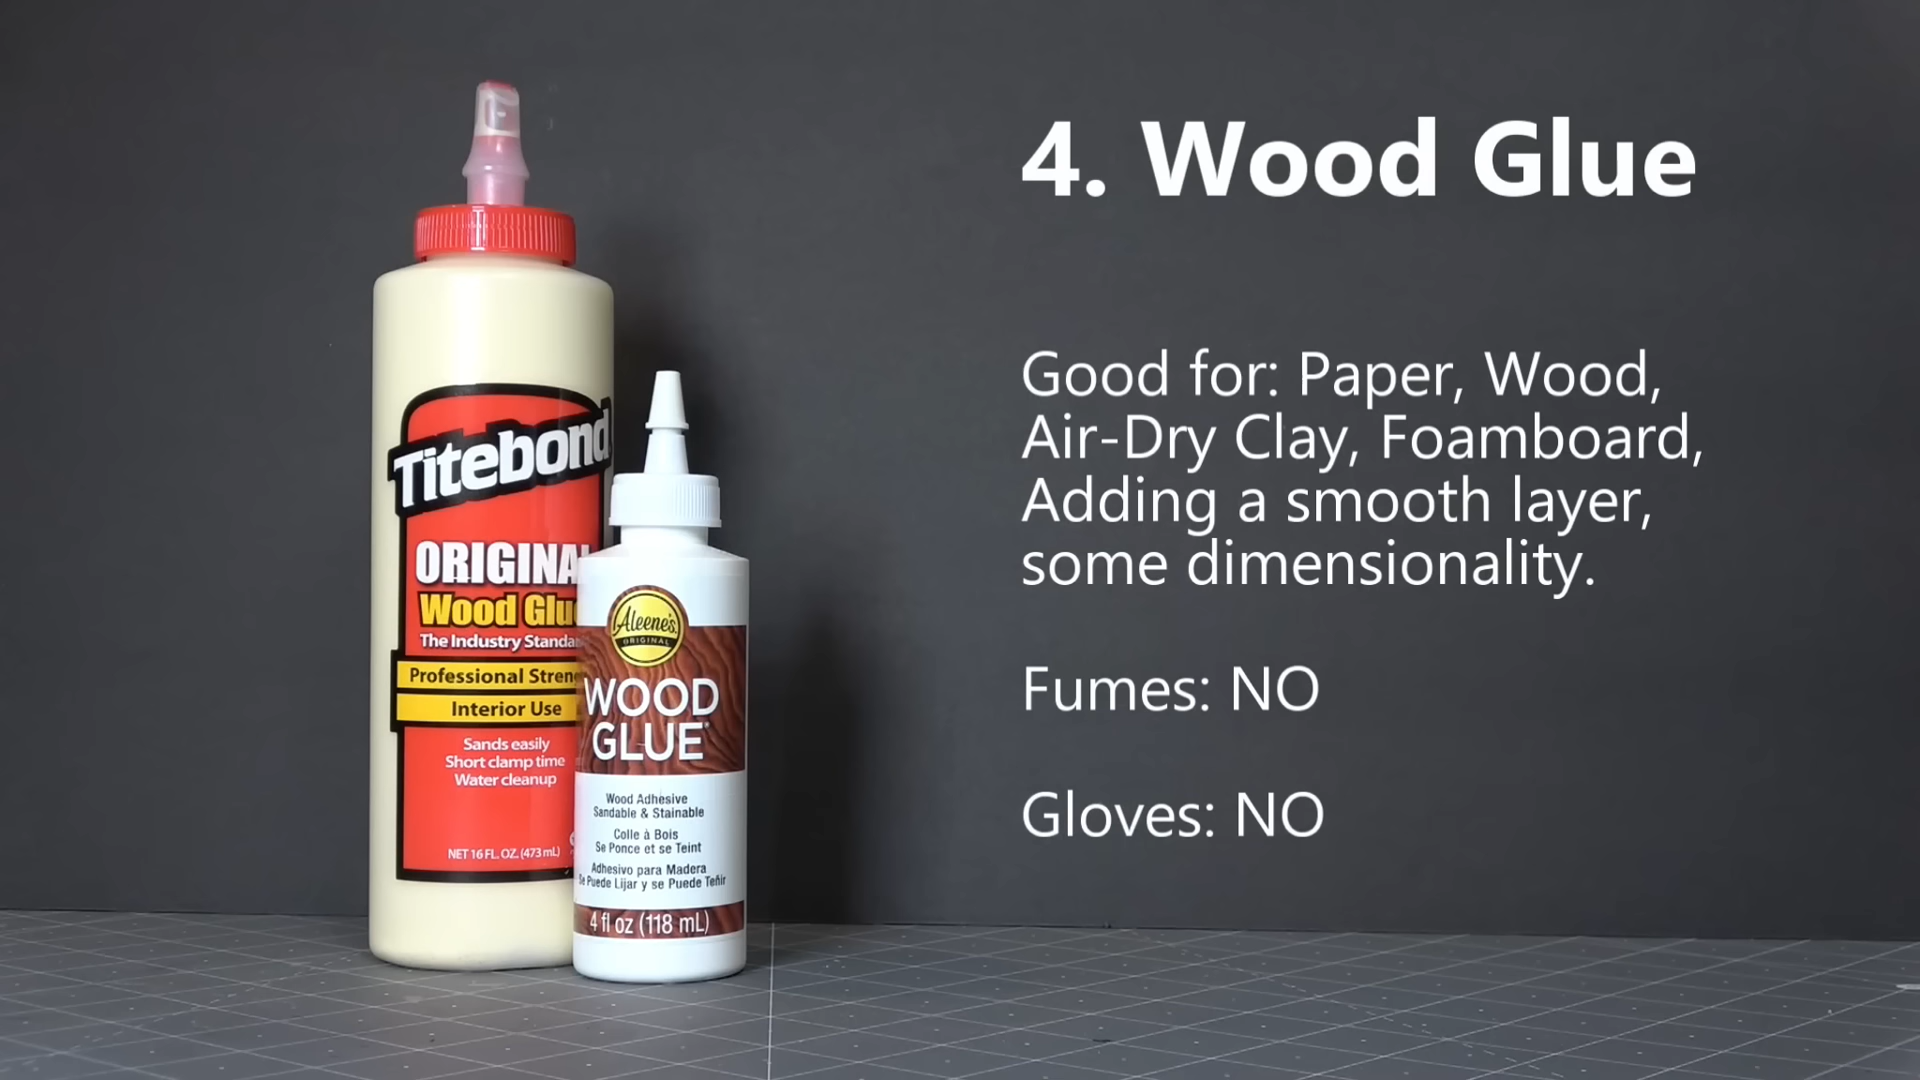 4. Wood Glue
Good for: Paper, Wood,
Air-Dry Clay, Foamboard,
Adding a smooth layer,
some dimensionality.
Fumes: NO
Gloves: NO
Titebond
ORIGINAL
Wood Glue
The Industry Standa
Professional Stren
Interior Use
Sands easily
Short clamp time
Water cleanup
NET 16 FL. OZ. (473 mL)
Aleene's
ORIGINAL
WOOD
GLUE
Wood Adhesive
Sandable & Stainable
Colle à Bois
Se Ponce et se Teint
Adhesivo para Madera
Se Puede Lijar y se Puede Teñir
4 fl oz (118 mL)